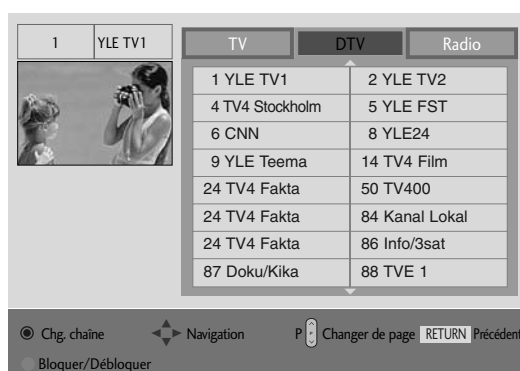 1 YLE TV1
TV DTV Radio
1 YLE TV1 2 YLE TV2
4 TV4 Stockholm 5 YLE FST
6 CNN 8 YLE24
9 YLE Teema 14 TV4 Film
24 TV4 Fakta 50 TV400
24 TV4 Fakta 84 Kanal Lokal
24 TV4 Fakta 86 Info/3sat
87 Doku/Kika 88 TVE 1
Chg. chaîne Navigation P Changer de page RETURN Précédent
Bloquer/Débloquer